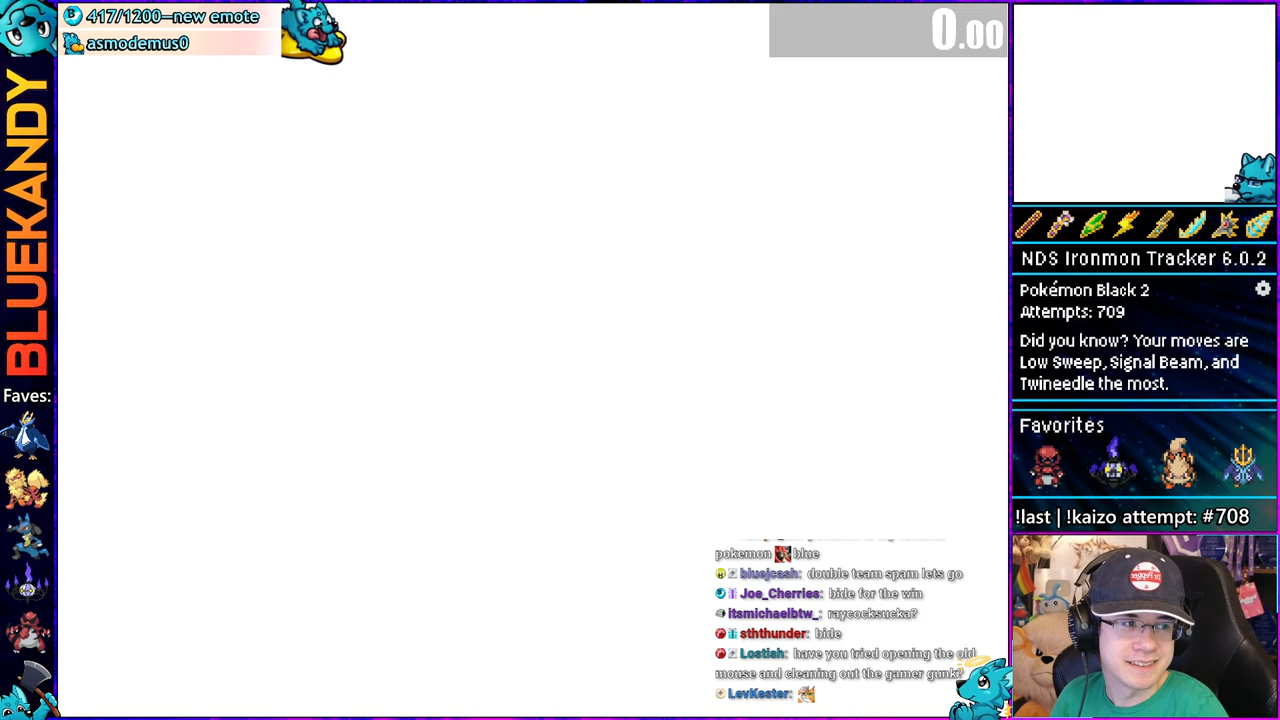 417/1200—new emote
asmodemus0
0.00
BLUEKANDY
Faves:
NDS Ironmon Tracker 6.0.2
Pokémon Black 2
Attempts: 709
Did you know? Your moves are
Low Sweep, Signal Beam, and
Twineedle the most.
Favorites
!last | !kaizo attempt: #708
pokemon blue
bluejcash: double team spam lets go
Joe_Cherries: bide for the win
itsmichaelbtw_: raycocksucka?
sththunder: bide
Lostish: have you tried opening the old
mouse and cleaning out the gamer gunk?
LevKester: